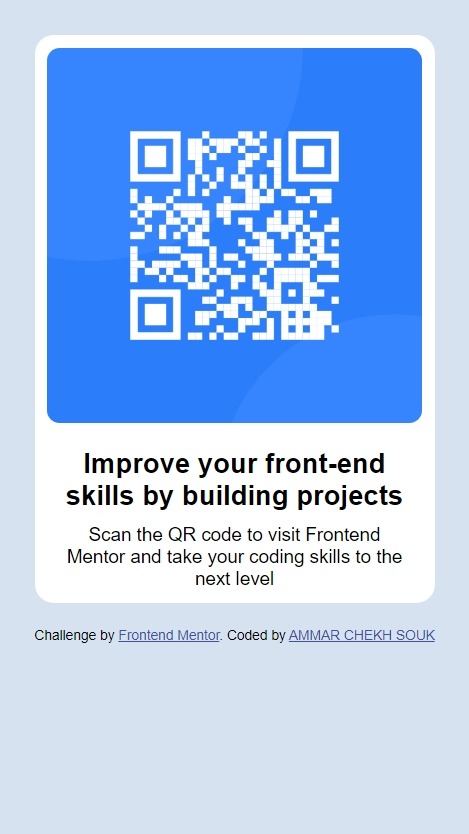 Improve your front-end
skills by building projects
Scan the QR code to visit Frontend
Mentor and take your coding skills to the
next level
Challenge by Frontend Mentor. Coded by AMMAR CHEKH SOUK